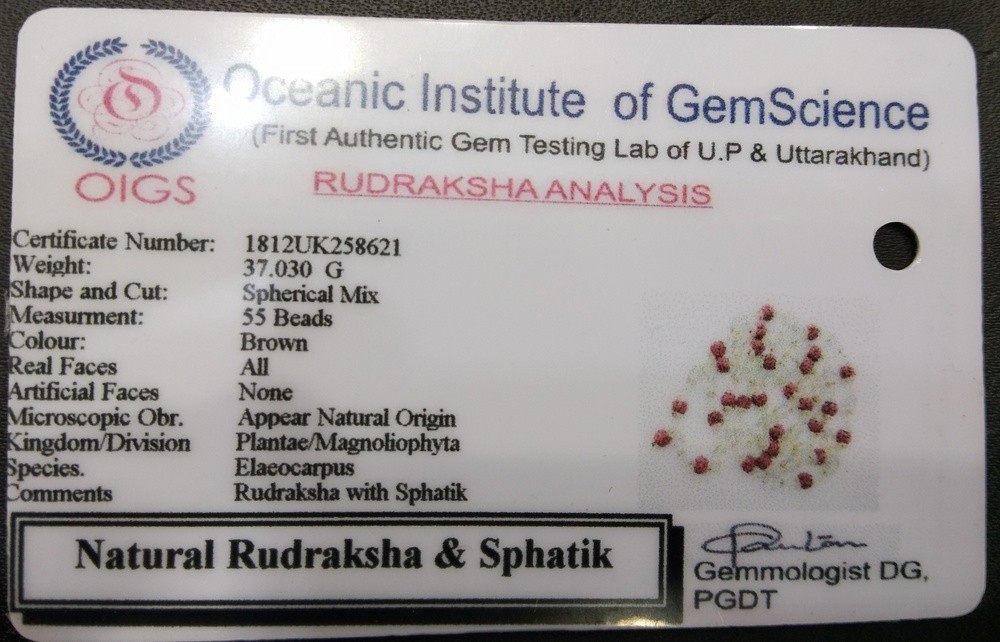 Oceanic Institute of GemScience
(First Authentic Gem Testing Lab of U.P & Uttarakhand)
OIGS
RUDRAKSHA ANALYSIS
Certificate Number: 1812UK258621
Weight: 37.030 G
Shape and Cut: Spherical Mix
Measurment: 55 Beads
Colour: Brown
Real Faces All
Artificial Faces None
Microscopic Obr. Appear Natural Origin
Kingdom/Division Plantae/Magnoliophyta
Species. Elaeocarpus
Comments Rudraksha with Sphatik
Natural Rudraksha & Sphatik
Gemmologist DG,
PGDT